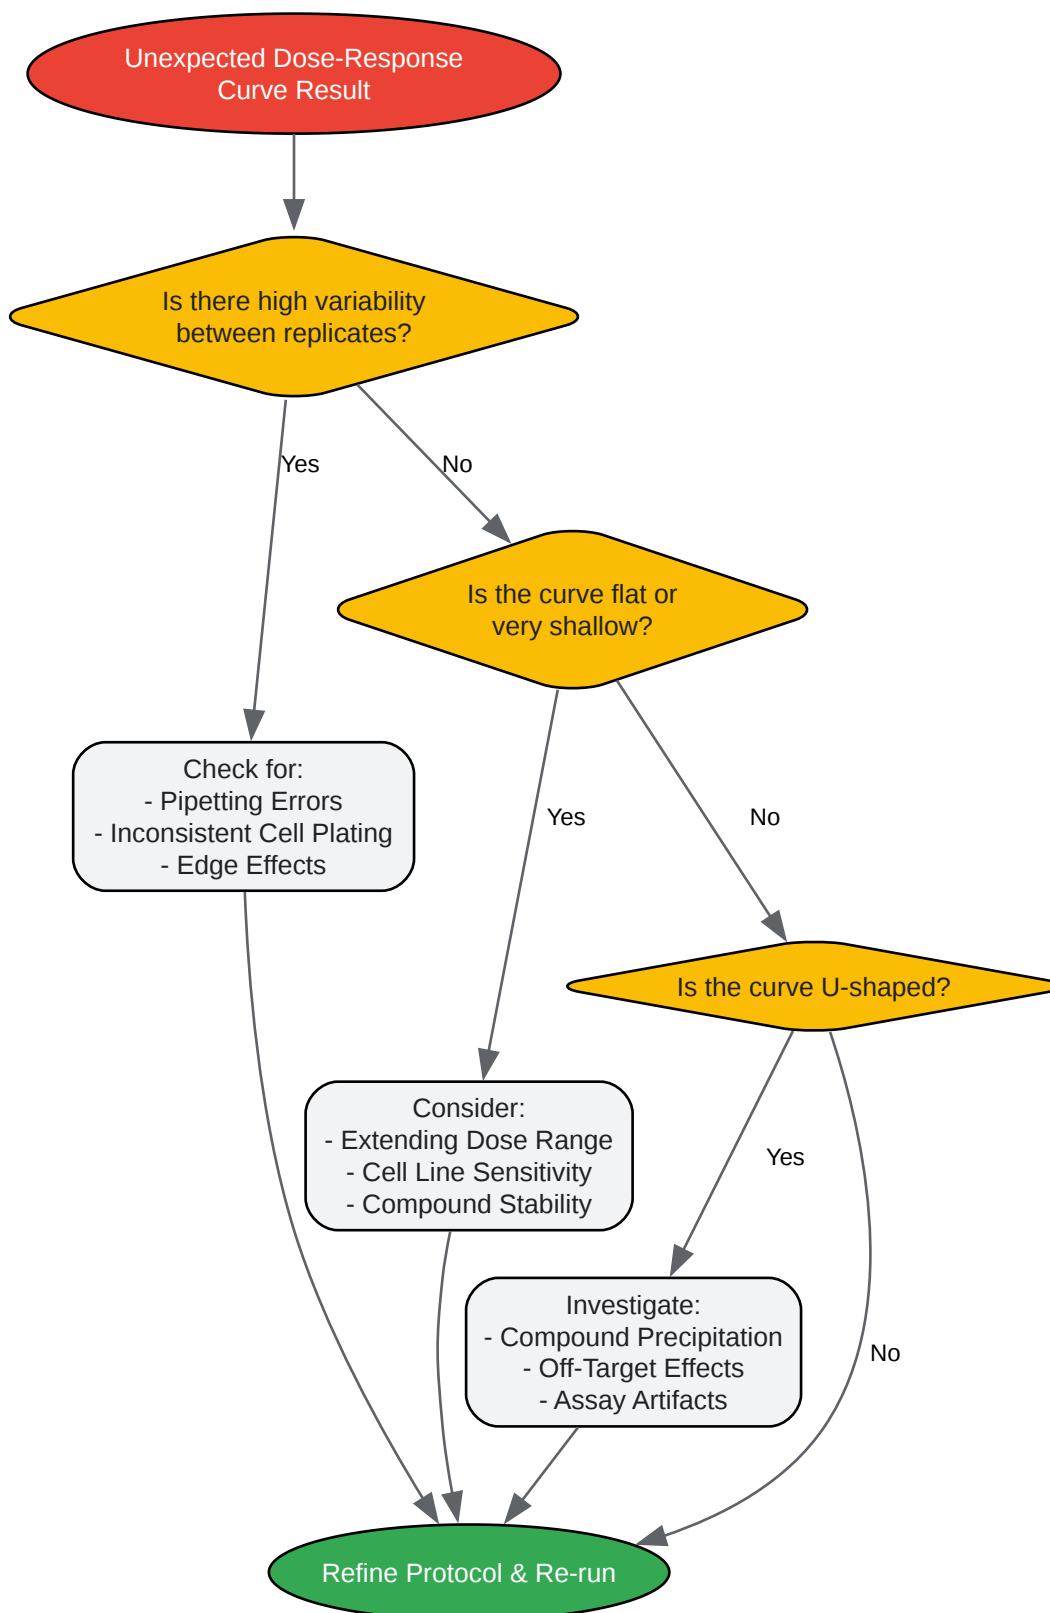 Unexpected Dose-Response
Curve Result
Is there high variability
between replicates?
Yes
No
Is the curve flat or
very shallow?
Check for:
- Pipetting Errors
- Inconsistent Cell Plating
- Edge Effects
Yes
No
Is the curve U-shaped?
Consider:
- Extending Dose Range
- Cell Line Sensitivity
- Compound Stability
Yes
Investigate:
- Compound Precipitation
- Off-Target Effects
- Assay Artifacts
No
Refine Protocol & Re-run